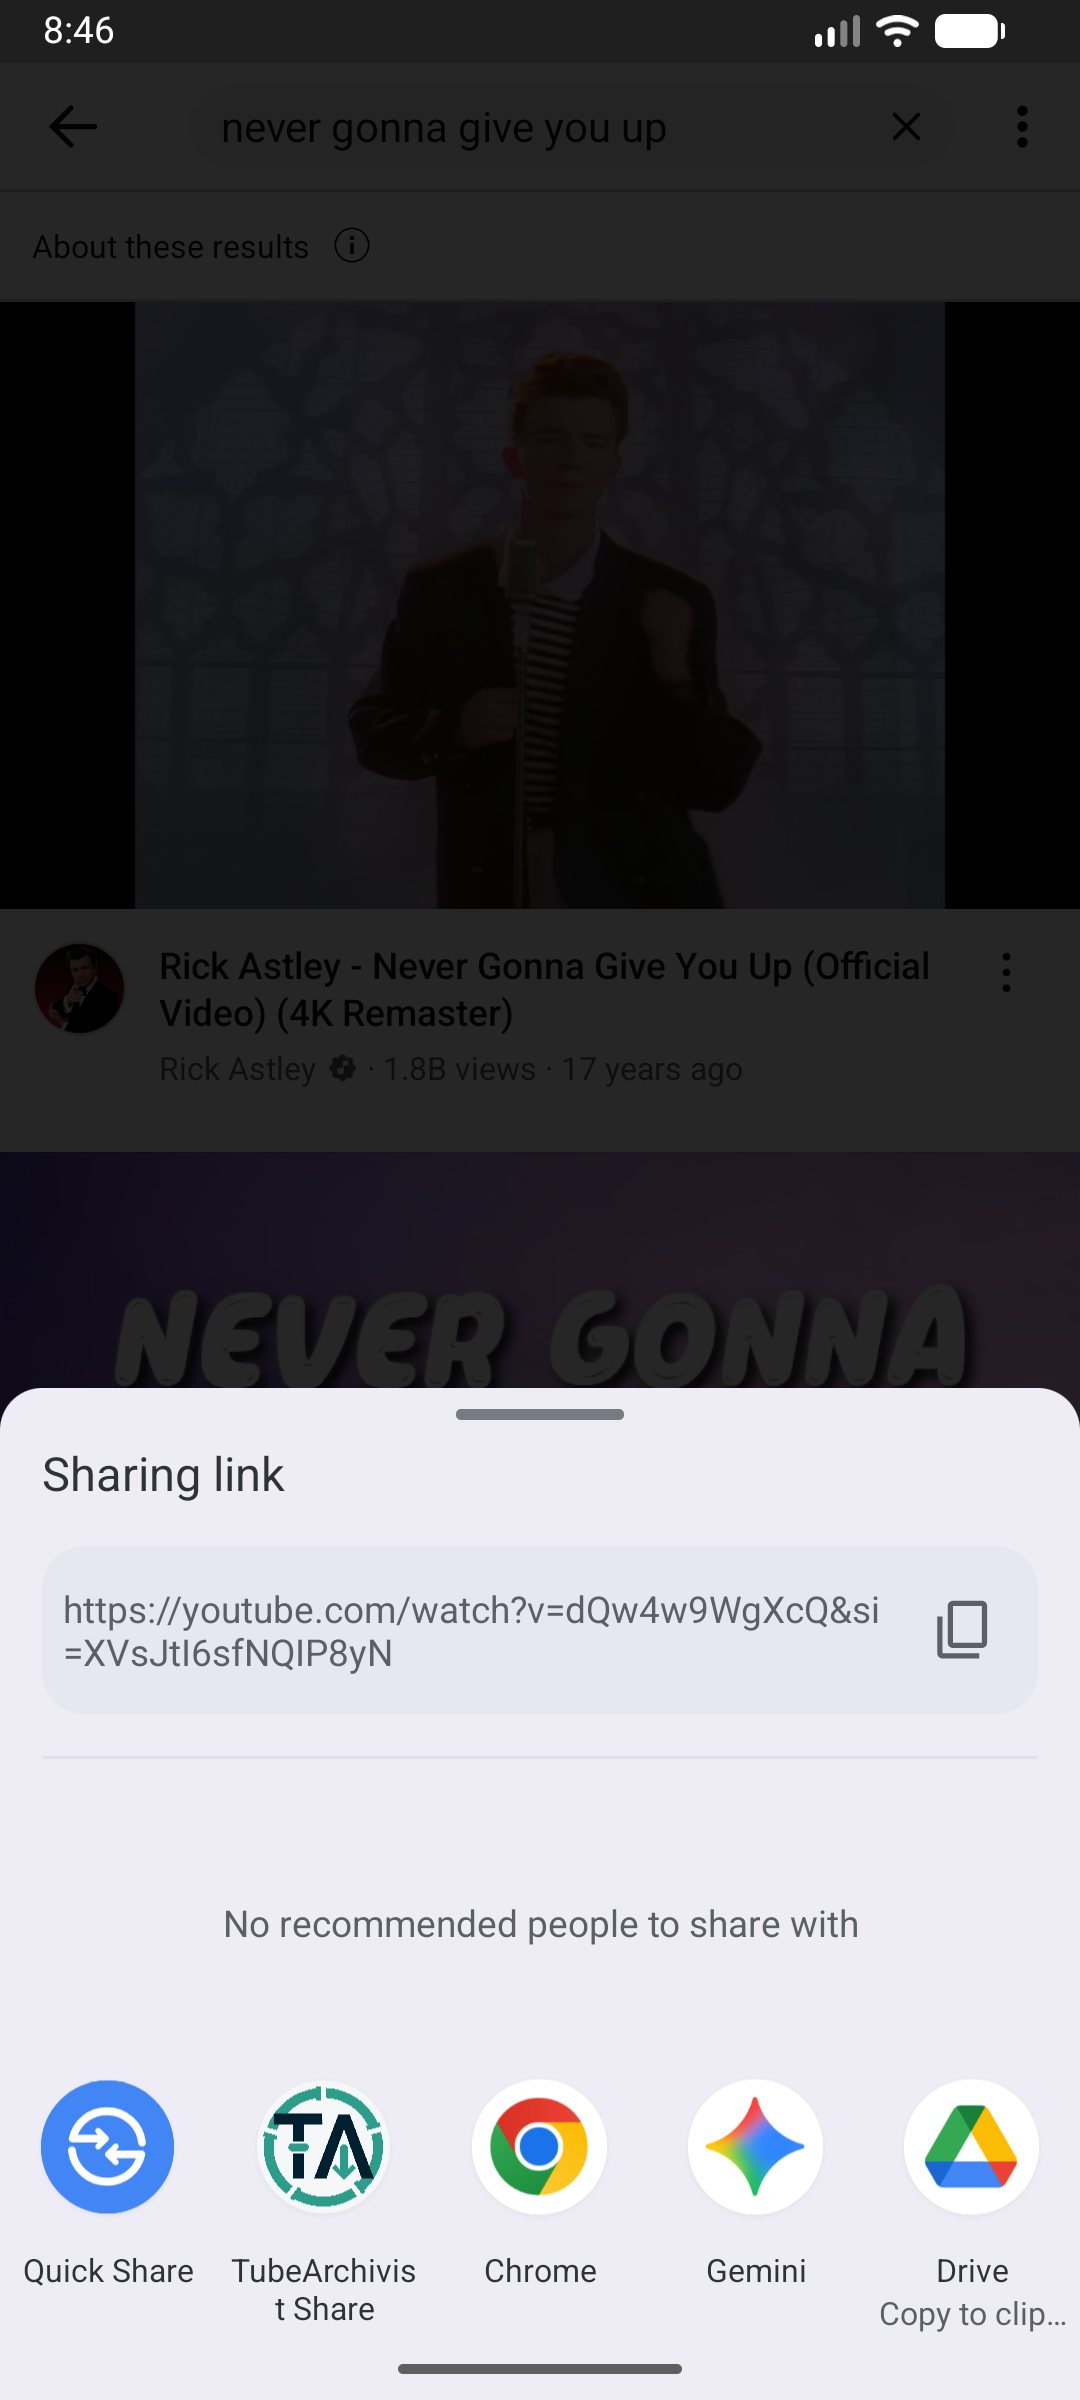 8:46
never gonna give you up
About these results
Rick Astley - Never Gonna Give You Up (Official
Video) (4K Remaster)
Rick Astley · 1.8B views · 17 years ago
NEVER GONNA
Sharing link
https://youtube.com/watch?v=dQw4w9WgXcQ&si
=XVsJtI6sfNQIP8yN
No recommended people to share with
TA
Quick Share
TubeArchivis
t Share
Chrome
Gemini
Drive
Copy to clip…